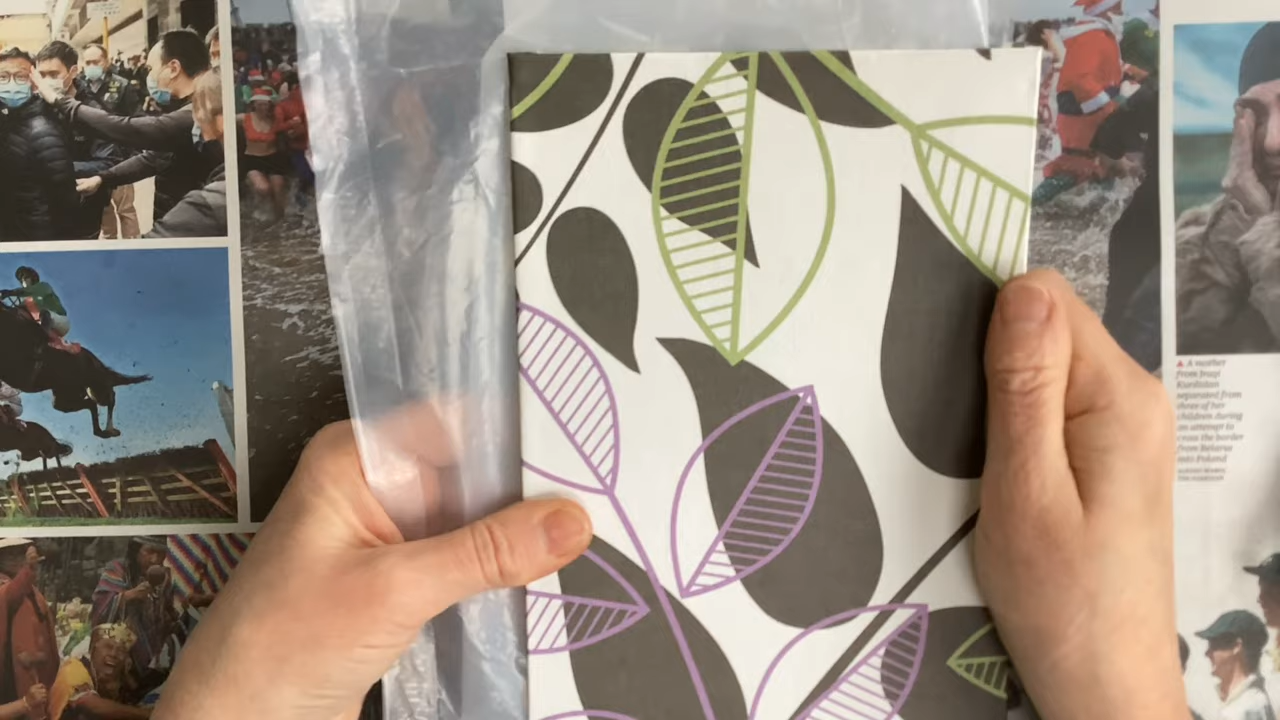 ▲ A mother
from Iraqi
Kurdistan
separated from
three of her
children during
an attempt to
cross the border
from Belarus
into Poland